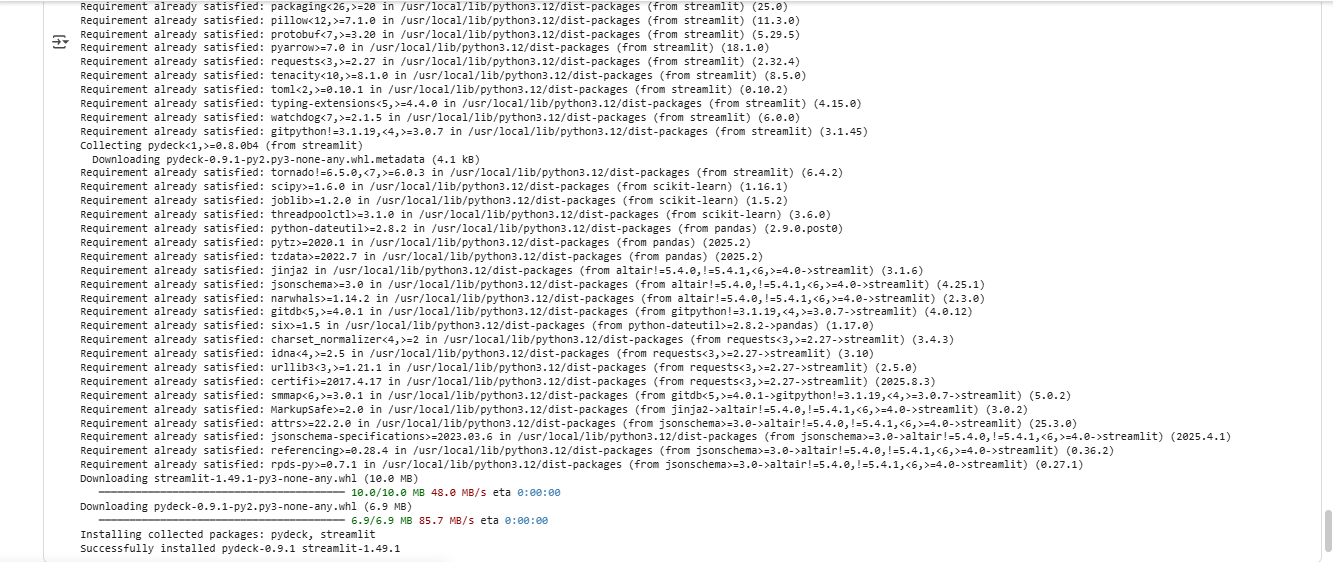 Requirement already satisfied: packaging<26,>=20 in /usr/local/lib/python3.12/dist-packages (from streamlit) (25.0)
Requirement already satisfied: pillow<12,>=7.1.0 in /usr/local/lib/python3.12/dist-packages (from streamlit) (11.3.0)
Requirement already satisfied: protobuf<7,>=3.20 in /usr/local/lib/python3.12/dist-packages (from streamlit) (5.29.5)
Requirement already satisfied: pyarrow>=7.0 in /usr/local/lib/python3.12/dist-packages (from streamlit) (18.1.0)
Requirement already satisfied: requests<3,>=2.27 in /usr/local/lib/python3.12/dist-packages (from streamlit) (2.32.4)
Requirement already satisfied: tenacity<10,>=8.1.0 in /usr/local/lib/python3.12/dist-packages (from streamlit) (8.5.0)
Requirement already satisfied: toml<2,>=0.10.1 in /usr/local/lib/python3.12/dist-packages (from streamlit) (0.10.2)
Requirement already satisfied: typing-extensions<5,>=4.4.0 in /usr/local/lib/python3.12/dist-packages (from streamlit) (4.15.0)
Requirement already satisfied: watchdog<7,>=2.1.5 in /usr/local/lib/python3.12/dist-packages (from streamlit) (6.0.0)
Requirement already satisfied: gitpython!=3.1.19,<4,>=3.0.7 in /usr/local/lib/python3.12/dist-packages (from streamlit) (3.1.45)
Collecting pydeck<1,>=0.8.0b4 (from streamlit)
  Downloading pydeck-0.9.1-py2.py3-none-any.whl.metadata (4.1 kB)
Requirement already satisfied: tornado!=6.5.0,<7,>=6.0.3 in /usr/local/lib/python3.12/dist-packages (from streamlit) (6.4.2)
Requirement already satisfied: scipy>=1.6.0 in /usr/local/lib/python3.12/dist-packages (from scikit-learn) (1.16.1)
Requirement already satisfied: joblib>=1.2.0 in /usr/local/lib/python3.12/dist-packages (from scikit-learn) (1.5.2)
Requirement already satisfied: threadpoolctl>=3.1.0 in /usr/local/lib/python3.12/dist-packages (from scikit-learn) (3.6.0)
Requirement already satisfied: python-dateutil>=2.8.2 in /usr/local/lib/python3.12/dist-packages (from pandas) (2.9.0.post0)
Requirement already satisfied: pytz>=2020.1 in /usr/local/lib/python3.12/dist-packages (from pandas) (2025.2)
Requirement already satisfied: tzdata>=2022.7 in /usr/local/lib/python3.12/dist-packages (from pandas) (2025.2)
Requirement already satisfied: jinja2 in /usr/local/lib/python3.12/dist-packages (from altair!=5.4.0,!=5.4.1,<6,>=4.0->streamlit) (3.1.6)
Requirement already satisfied: jsonschema>=3.0 in /usr/local/lib/python3.12/dist-packages (from altair!=5.4.0,!=5.4.1,<6,>=4.0->streamlit) (4.25.1)
Requirement already satisfied: narwhals>=1.14.2 in /usr/local/lib/python3.12/dist-packages (from altair!=5.4.0,!=5.4.1,<6,>=4.0->streamlit) (2.3.0)
Requirement already satisfied: gitdb<5,>=4.0.1 in /usr/local/lib/python3.12/dist-packages (from gitpython!=3.1.19,<4,>=3.0.7->streamlit) (4.0.12)
Requirement already satisfied: six>=1.5 in /usr/local/lib/python3.12/dist-packages (from python-dateutil>=2.8.2->pandas) (1.17.0)
Requirement already satisfied: charset_normalizer<4,>=2 in /usr/local/lib/python3.12/dist-packages (from requests<3,>=2.27->streamlit) (3.4.3)
Requirement already satisfied: idna<4,>=2.5 in /usr/local/lib/python3.12/dist-packages (from requests<3,>=2.27->streamlit) (3.10)
Requirement already satisfied: urllib3<3,>=1.21.1 in /usr/local/lib/python3.12/dist-packages (from requests<3,>=2.27->streamlit) (2.5.0)
Requirement already satisfied: certifi>=2017.4.17 in /usr/local/lib/python3.12/dist-packages (from requests<3,>=2.27->streamlit) (2025.8.3)
Requirement already satisfied: smmap<6,>=3.0.1 in /usr/local/lib/python3.12/dist-packages (from gitdb<5,>=4.0.1->gitpython!=3.1.19,<4,>=3.0.7->streamlit) (5.0.2)
Requirement already satisfied: MarkupSafe>=2.0 in /usr/local/lib/python3.12/dist-packages (from jinja2->altair!=5.4.0,!=5.4.1,<6,>=4.0->streamlit) (3.0.2)
Requirement already satisfied: attrs>=22.2.0 in /usr/local/lib/python3.12/dist-packages (from jsonschema>=3.0->altair!=5.4.0,!=5.4.1,<6,>=4.0->streamlit) (25.3.0)
Requirement already satisfied: jsonschema-specifications>=2023.03.6 in /usr/local/lib/python3.12/dist-packages (from jsonschema>=3.0->altair!=5.4.0,!=5.4.1,<6,>=4.0->streamlit) (2025.4.1)
Requirement already satisfied: referencing>=0.28.4 in /usr/local/lib/python3.12/dist-packages (from jsonschema>=3.0->altair!=5.4.0,!=5.4.1,<6,>=4.0->streamlit) (0.36.2)
Requirement already satisfied: rpds-py>=0.7.1 in /usr/local/lib/python3.12/dist-packages (from jsonschema>=3.0->altair!=5.4.0,!=5.4.1,<6,>=4.0->streamlit) (0.27.1)
Downloading streamlit-1.49.1-py3-none-any.whl (10.0 MB)
10.0/10.0 MB 48.0 MB/s eta 0:00:00
Downloading pydeck-0.9.1-py2.py3-none-any.whl (6.9 MB)
6.9/6.9 MB 85.7 MB/s eta 0:00:00
Installing collected packages: pydeck, streamlit
Successfully installed pydeck-0.9.1 streamlit-1.49.1